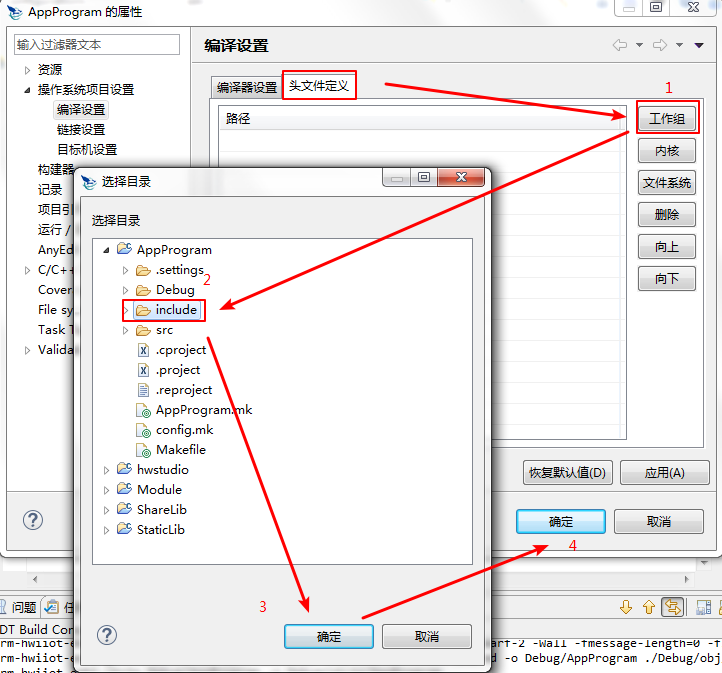 AppProgram 的属性
输入过滤器文本
资源
操作系统项目设置
编译设置
链接设置
目标机设置
构建器
记录
项目引
运行 /
AnyEd
C/C++
Cover
File sy
Task T
Valida
编译设置
编译器设置
头文件定义
路径
1
工作组
内核
文件系统
删除
向上
向下
恢复默认值(D)
应用(A)
确定
取消
4
选择目录
选择目录
AppProgram
.settings
2
Debug
include
src
.cproject
.project
.reproject
AppProgram.mk
config.mk
Makefile
hwstudio
Module
ShareLib
StaticLib
3
确定
取消
问题
DT Build Con
rm-hwiiot-e
arf-2 -Wall -fmessage-length=0 -f
rm-hwiiot-e
d -o Debug/AppProgram ./Debug/obj